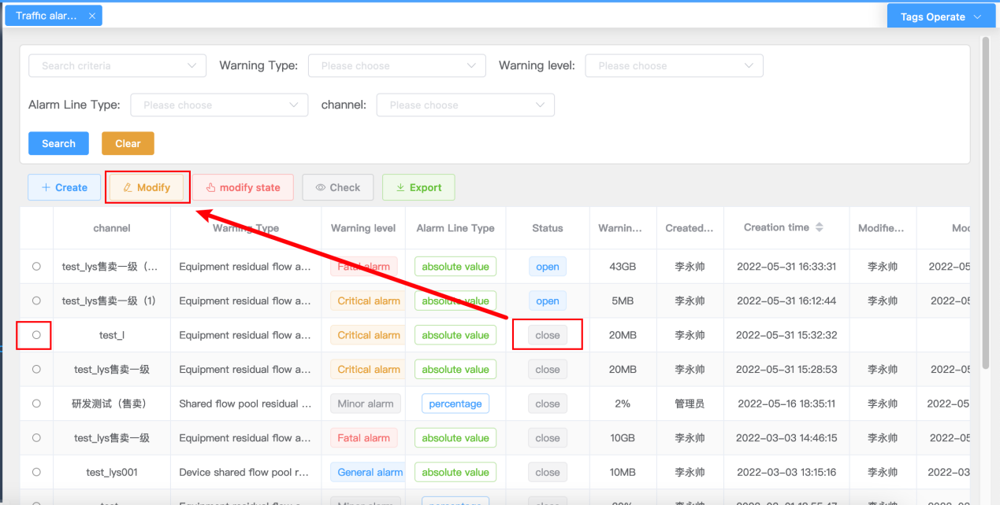 Traffic alar... ×
Tags Operate
Search criteria Warning Type: Please choose Warning level: Please choose
Alarm Line Type: Please choose channel: Please choose
Search Clear
+ Create Modify modify state Check Export
channel Warning Type Warning level Alarm Line Type Status Warnin... Created... Creation time Modifie... Mod
test_lys售卖一级（... Equipment residual flow a... Fatal alarm absolute value open 43GB 李永帅 2022-05-31 16:33:31 李永帅 2022-05
test_lys售卖一级（1) Equipment residual flow a... Critical alarm absolute value open 5MB 李永帅 2022-05-31 16:12:44 李永帅 2022-05
test_l Equipment residual flow a... Critical alarm absolute value close 20MB 李永帅 2022-05-31 15:32:32
test_lys售卖一级 Equipment residual flow a... Critical alarm absolute value close 20MB 李永帅 2022-05-31 15:28:53 李永帅 2022-05
研发测试（售卖） Shared flow pool residual ... Minor alarm percentage close 2% 管理员 2022-05-16 18:35:11 李永帅 2022-05
test_lys售卖一级 Equipment residual flow a... Fatal alarm absolute value close 10GB 李永帅 2022-03-03 14:46:15 李永帅 2022-05
test_lys001 Device shared flow pool r... General alarm absolute value close 10MB 李永帅 2022-03-03 13:15:16 李永帅 2022-03